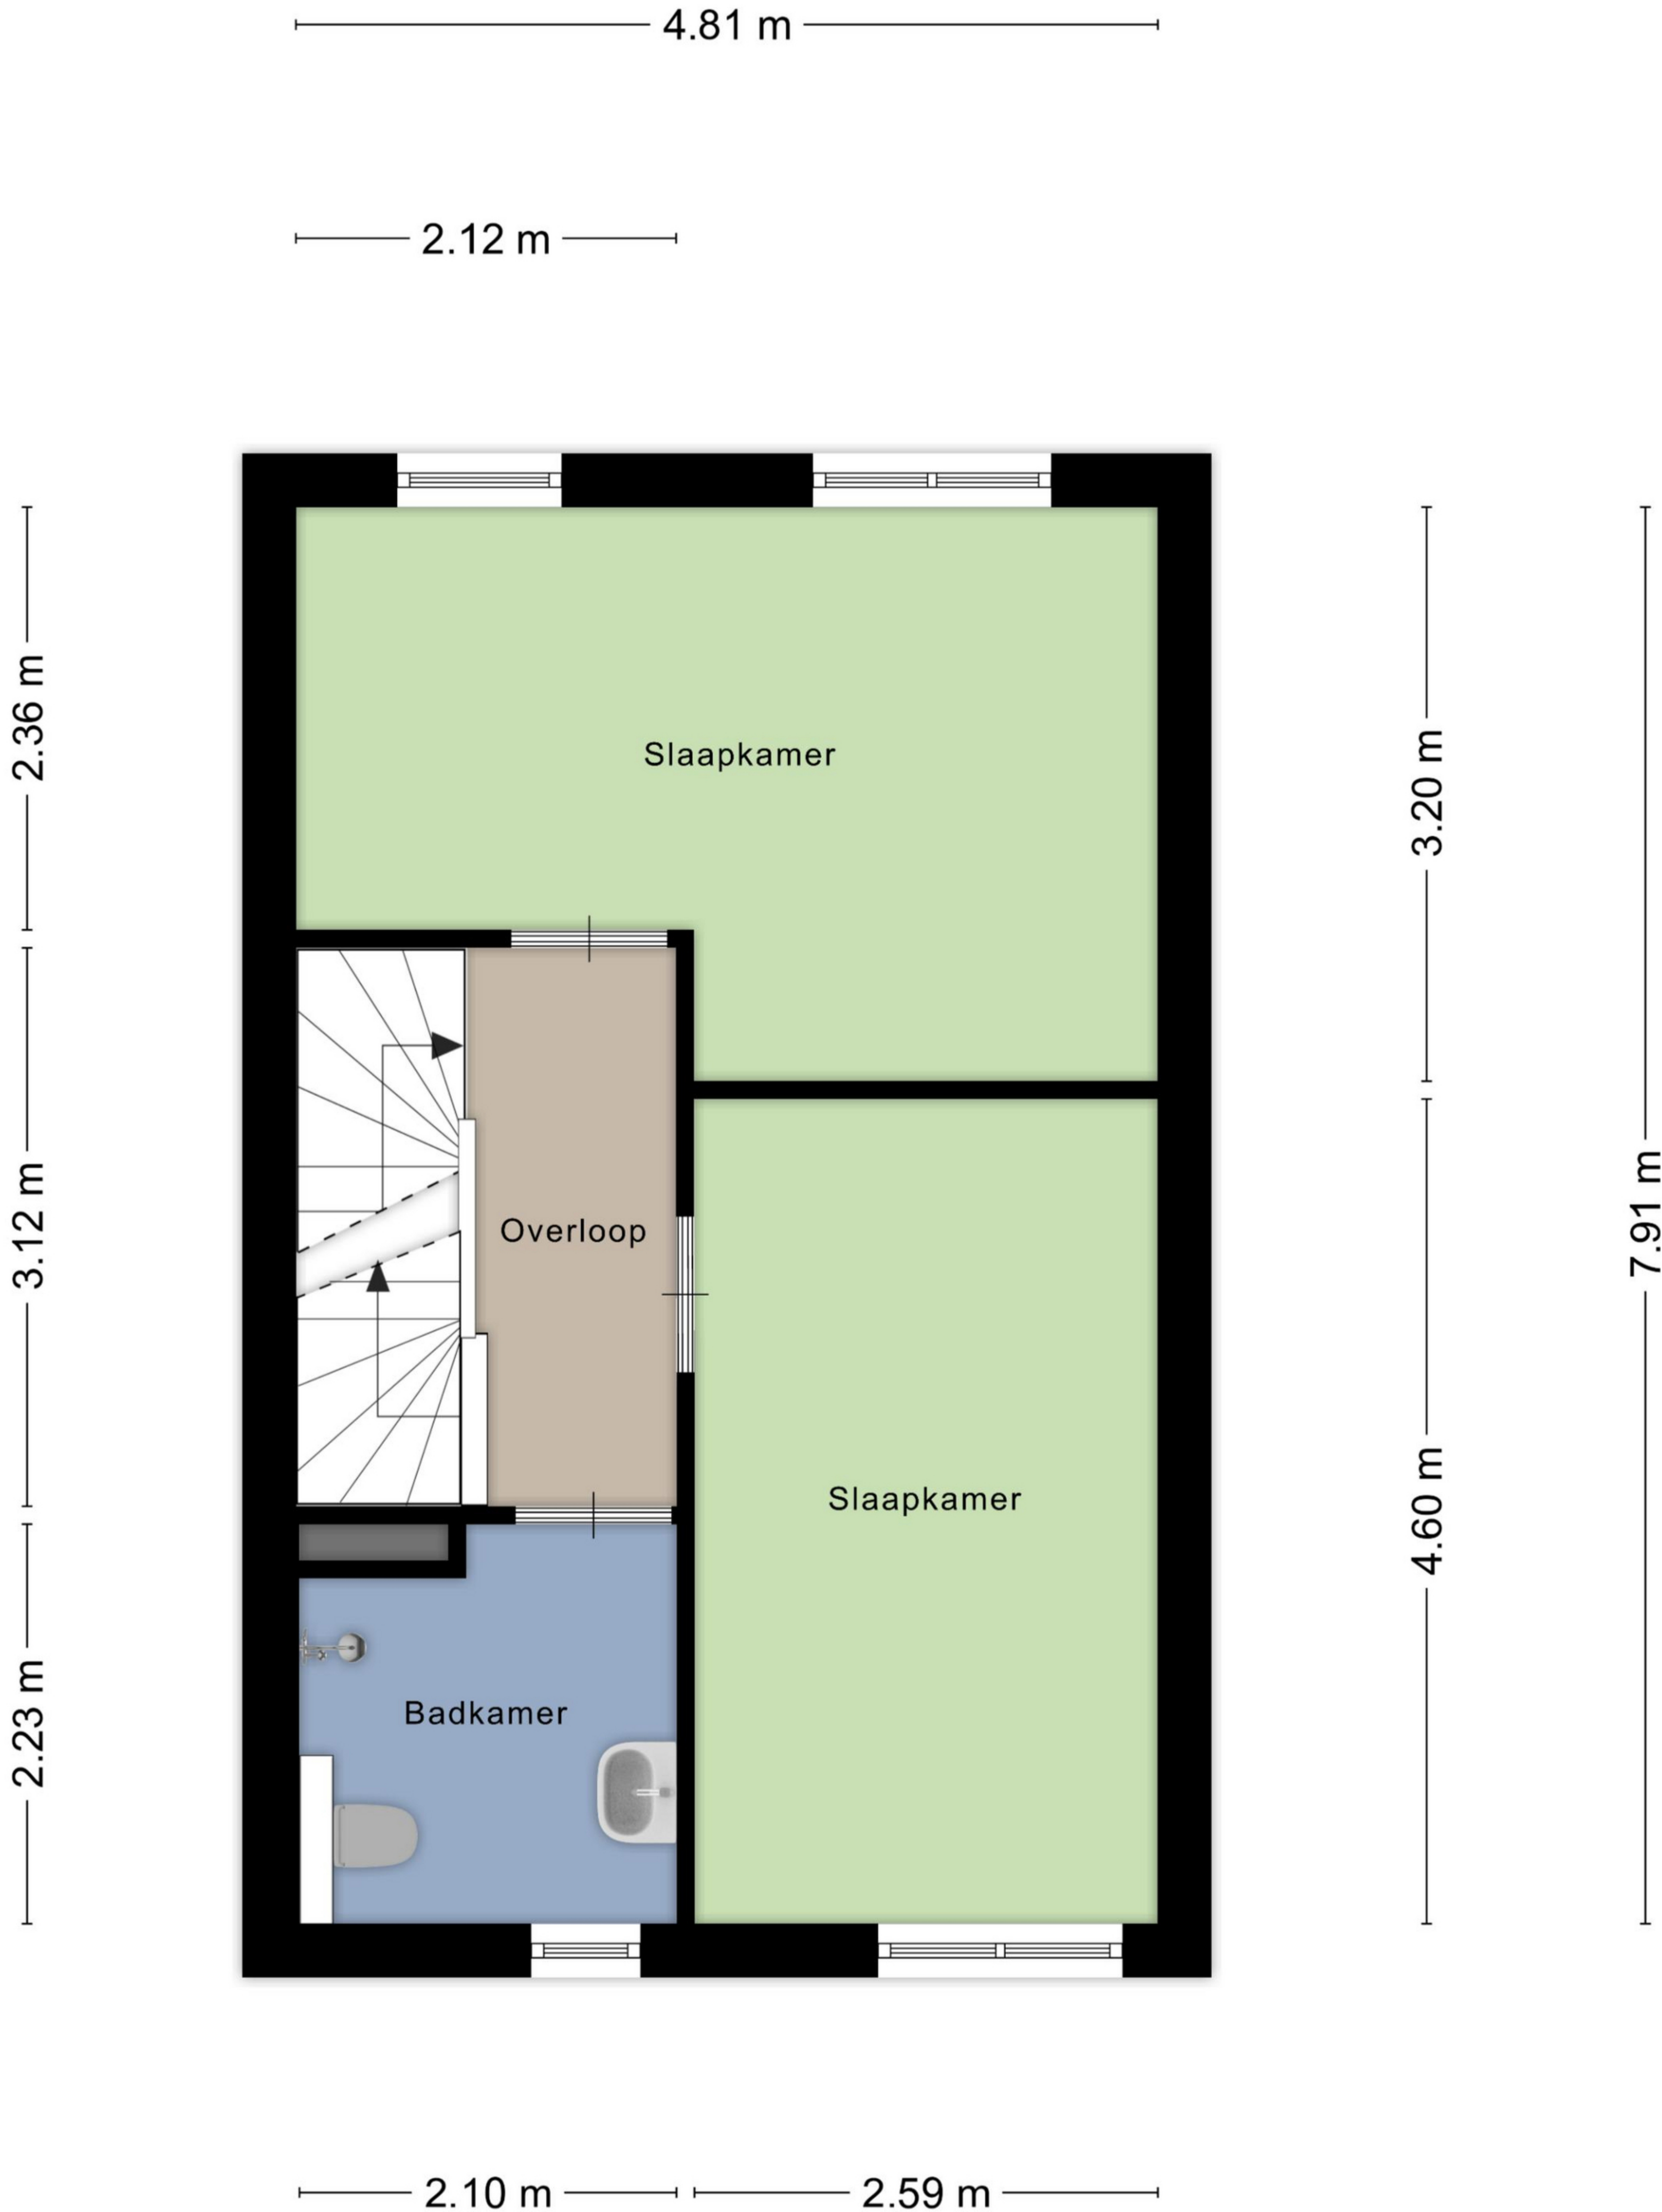 4.81 m
2.12 m
2.36 m
Slaapkamer
3.20 m
3.12 m
Overloop
7.91 m
Slaapkamer
4.60 m
2.23 m
Badkamer
2.10 m
2.59 m